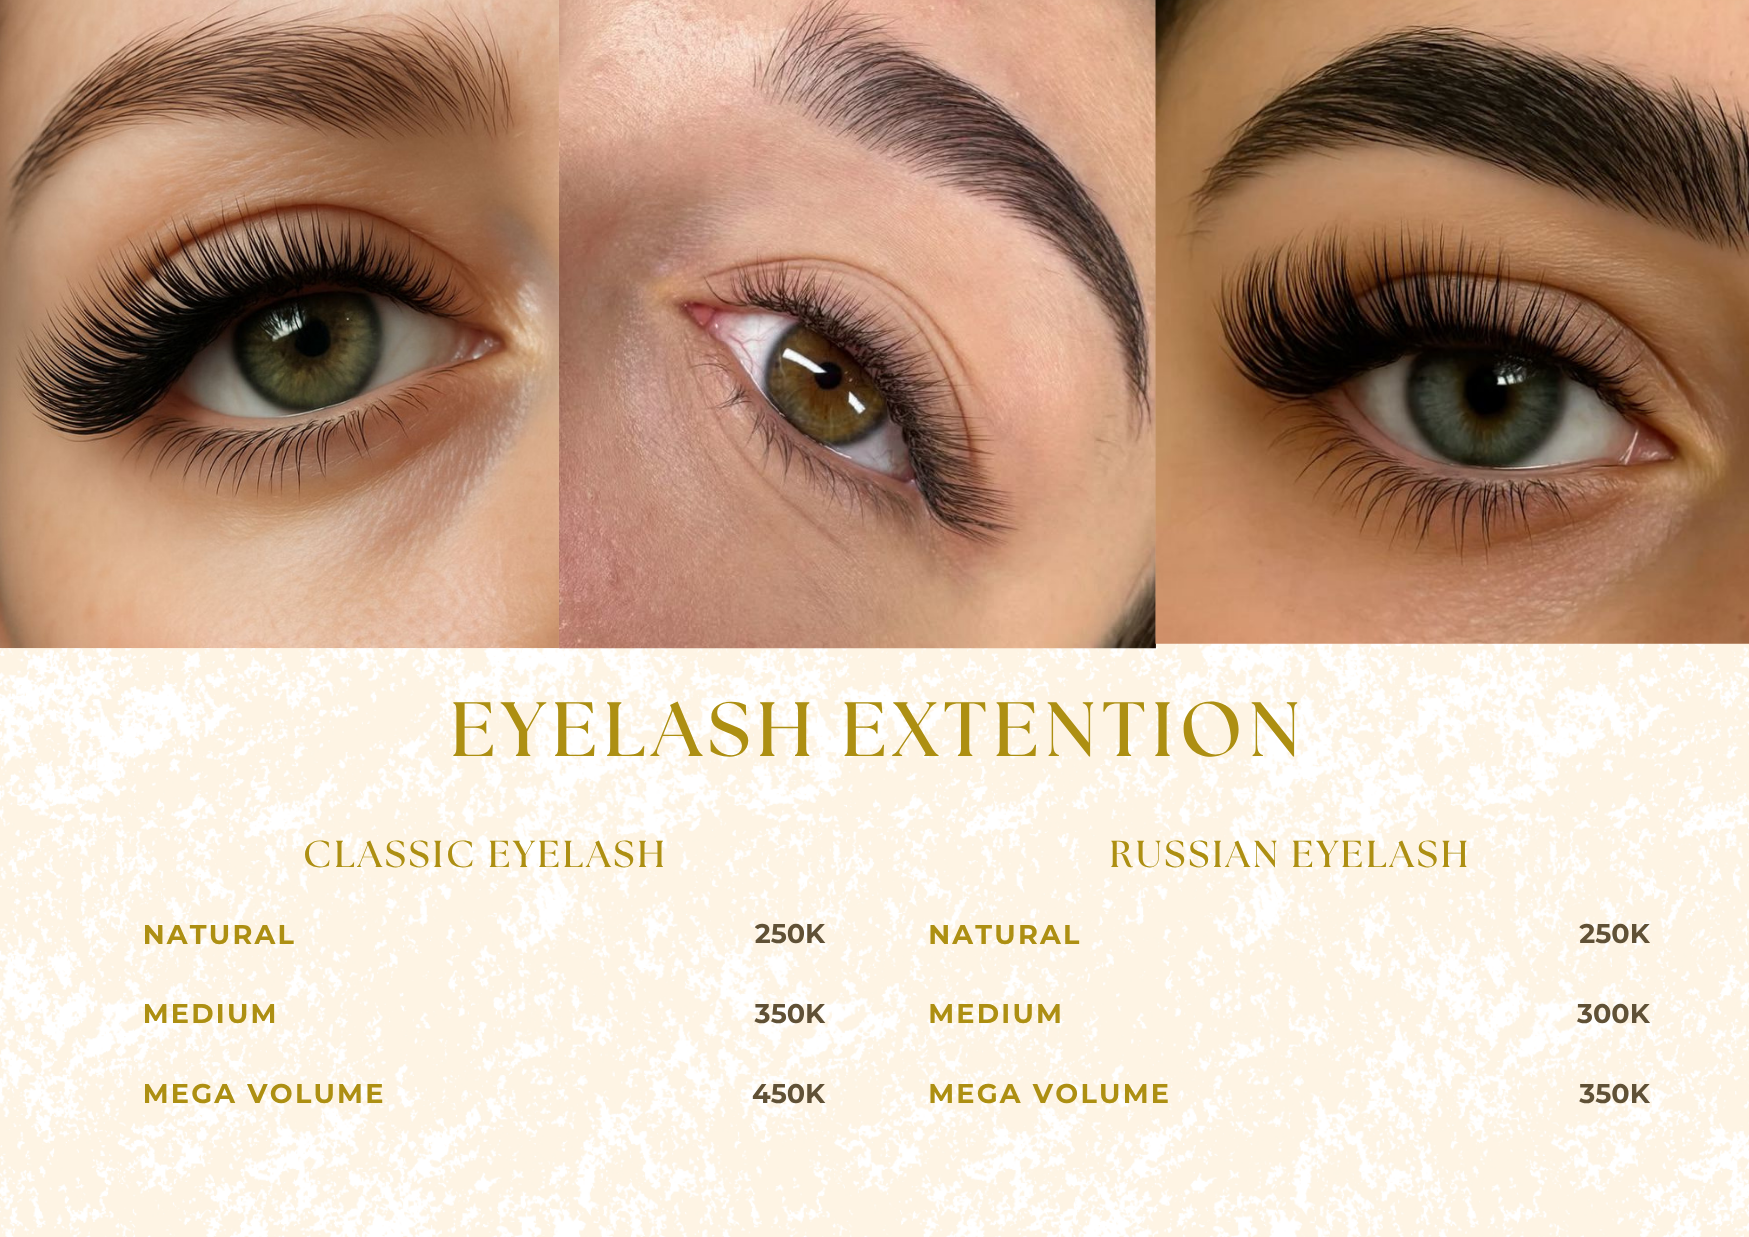 EYELASH EXTENTION
CLASSIC EYELASH
NATURAL 250K
MEDIUM 350K
MEGA VOLUME 450K
RUSSIAN EYELASH
NATURAL 250K
MEDIUM 300K
MEGA VOLUME 350K